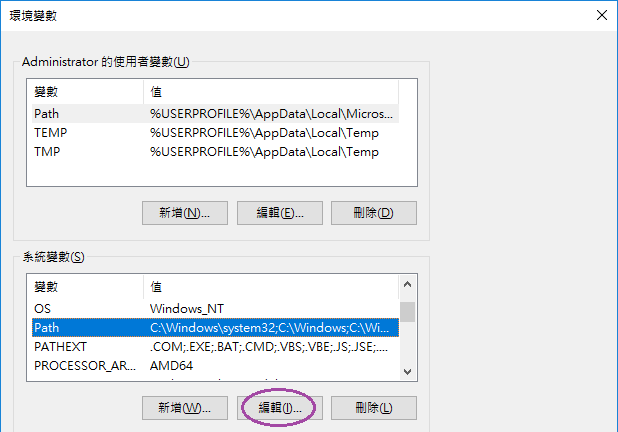 環境變數
Administrator 的使用者變數(U)
變數 值
Path %USERPROFILE%\AppData\Local\Micros...
TEMP %USERPROFILE%\AppData\Local\Temp
TMP %USERPROFILE%\AppData\Local\Temp
新增(N)... 編輯(E)... 刪除(D)
系統變數(S)
變數 值
OS Windows_NT
Path C:\Windows\system32;C:\Windows;C:\Wi...
PATHEXT .COM;.EXE;.BAT;.CMD;.VBS;.VBE;.JS;.JSE;....
PROCESSOR_AR... AMD64
新增(W)... 編輯(I)... 刪除(L)